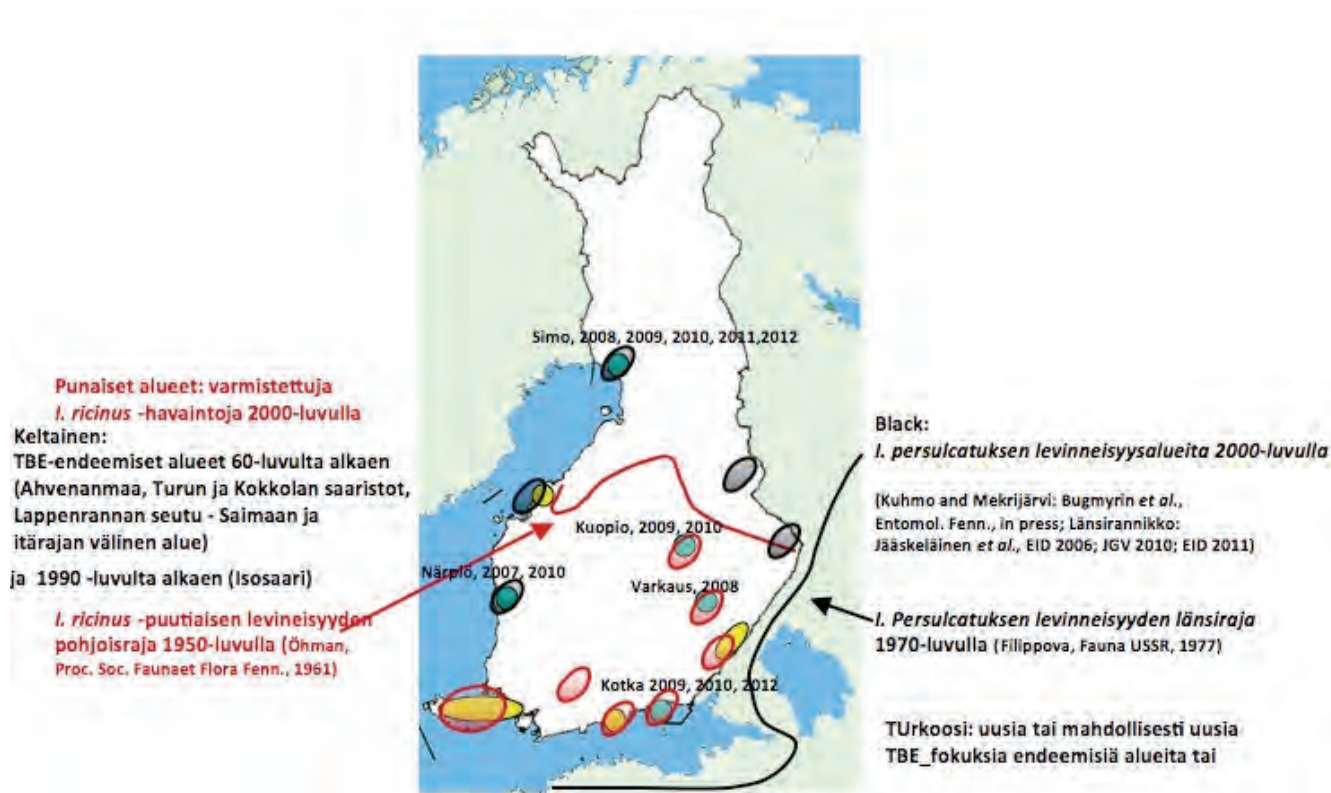 Simo, 2008, 2009, 2010, 2011,2012
Punaiset alueet: varmistettuja
I. ricinus -havaintoja 2000-luvulla
Keltainen:
TBE-endeemiset alueet 60-luvulta alkaen
(Ahvenanmaa, Turun ja Kokkolan saaristot,
Lappenrannan seutu - Saimaan ja
itärajan välinen alue)
ja 1990 -luvulta alkaen (Isosaari)
I. ricinus -puutiaisen levineisyyden
pohjoisraja 1950-luvulla (Öhman,
Proc. Soc. Faunaet Flora Fenn., 1961)
Kuopio, 2009, 2010
Närpiö, 2007, 2010
Varkaus, 2008
Kotka 2009, 2010, 2012
Black:
I. persulcatuksen levinneisyysalueita 2000-luvulla
(Kuhmo and Mekrijärvi: Bugmyrin et al.,
Entomol. Fenn., in press; Länsirannikko:
Jääskeläinen et al., EID 2006; JGV 2010; EID 2011)
I. Persulcatuksen levinneisyyden länsiraja
1970-luvulla (Filippova, Fauna USSR, 1977)
TUrkoosi: uusia tai mahdollisesti uusia
TBE_fokuksia endeemisiä alueita tai